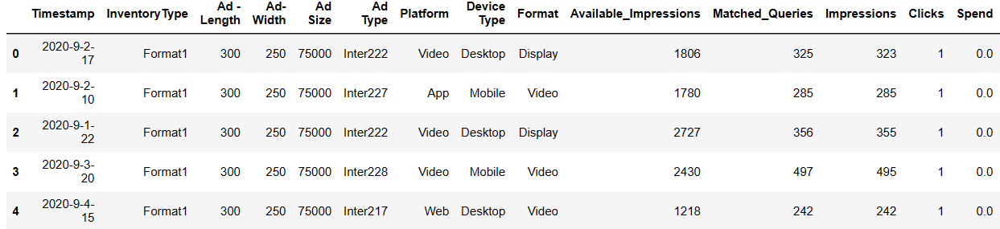 Timestamp InventoryType Ad - Length Ad- Width Ad Size Ad Type Platform Device Type Format Available_Impressions Matched_Queries Impressions Clicks Spend
0 2020-9-2-17 Format1 300 250 75000 Inter222 Video Desktop Display 1806 325 323 1 0.0
1 2020-9-2-10 Format1 300 250 75000 Inter227 App Mobile Video 1780 285 285 1 0.0
2 2020-9-1-22 Format1 300 250 75000 Inter222 Video Desktop Display 2727 356 355 1 0.0
3 2020-9-3-20 Format1 300 250 75000 Inter228 Video Mobile Video 2430 497 495 1 0.0
4 2020-9-4-15 Format1 300 250 75000 Inter217 Web Desktop Video 1218 242 242 1 0.0